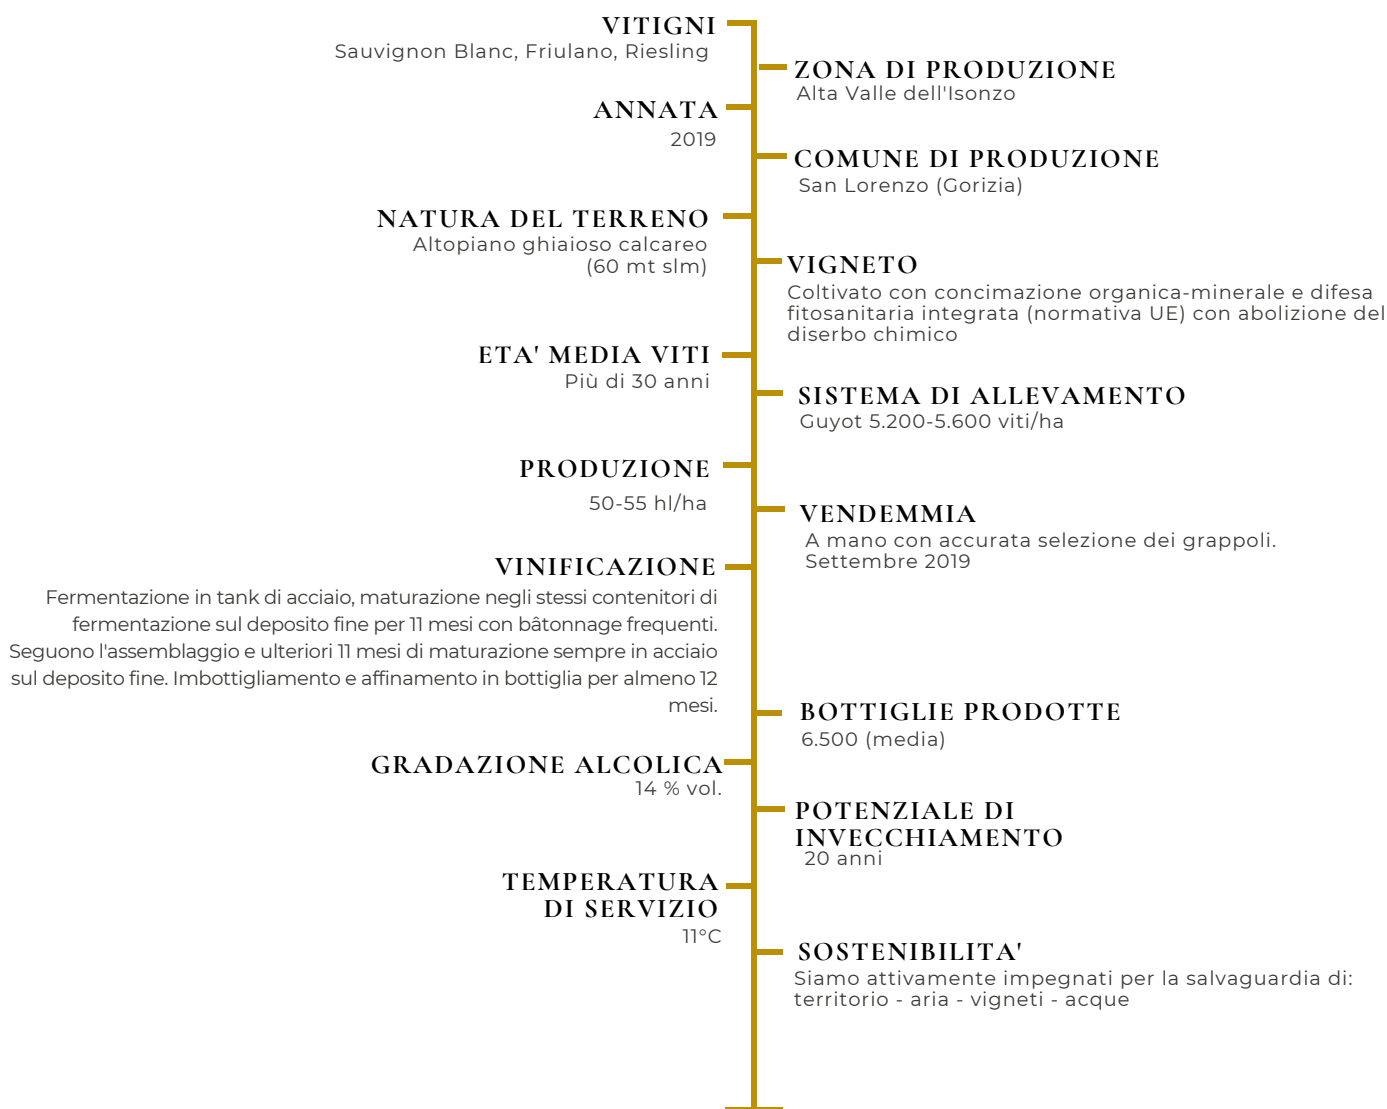 VITIGNI
Sauvignon Blanc, Friulano, Riesling
ZONA DI PRODUZIONE
Alta Valle dell'Isonzo
ANNATA
2019
COMUNE DI PRODUZIONE
San Lorenzo (Gorizia)
NATURA DEL TERRENO
Altopiano ghiaioso calcareo
(60 mt slm)
VIGNETO
Coltivato con concimazione organica-minerale e difesa
fitosanitaria integrata (normativa UE) con abolizione del
diserbo chimico
ETA' MEDIA VITI
Più di 30 anni
SISTEMA DI ALLEVAMENTO
Guyot 5.200-5.600 viti/ha
PRODUZIONE
50-55 hl/ha
VENDEMMIA
A mano con accurata selezione dei grappoli.
Settembre 2019
VINIFICAZIONE
Fermentazione in tank di acciaio, maturazione negli stessi contenitori di
fermentazione sul deposito fine per 11 mesi con bâtonnage frequenti.
Seguono l'assemblaggio e ulteriori 11 mesi di maturazione sempre in acciaio
sul deposito fine. Imbottigliamento e affinamento in bottiglia per almeno 12
mesi.
BOTTIGLIE PRODOTTE
6.500 (media)
GRADAZIONE ALCOLICA
14 % vol.
POTENZIALE DI
INVECCHIAMENTO
20 anni
TEMPERATURA
DI SERVIZIO
11°C
SOSTENIBILITA'
Siamo attivamente impegnati per la salvaguardia di:
territorio - aria - vigneti - acque